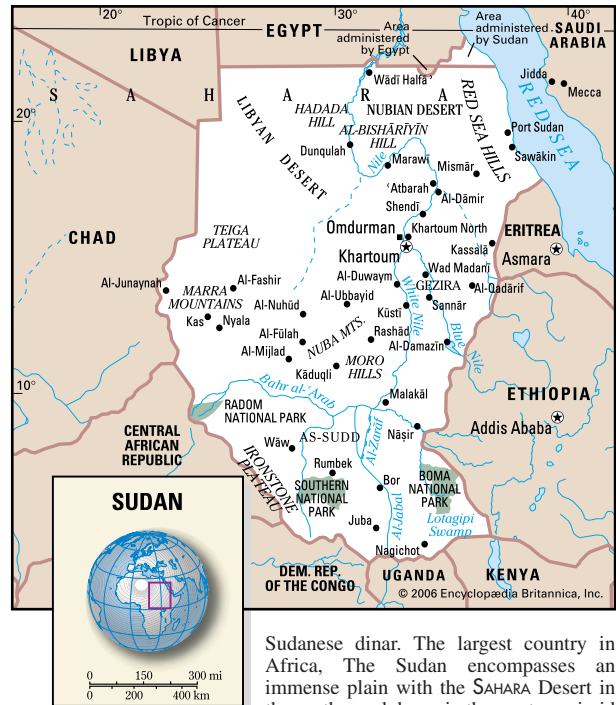 20°
30°
40°
Tropic of Cancer
EGYPT
Area
administered
by Egypt
Area
administered
by Sudan
SAUDI
ARABIA
LIBYA
Wādī Halfāʾ
Jidda
Mecca
SAHARA
RED SEA
LIBYAN DESERT
HADADA
HILL
NUBIAN DESERT
RED SEA HILLS
20°
AL-BISHĀRĪYĪN
HILL
Port Sudan
Dunqulah
Nile
Marawī
Mismār
Sawākin
ʿAtbarah
Al-Dāmir
Shendī
TEIGA
PLATEAU
Omdurman
Khartoum North
ERITREA
CHAD
Khartoum
Kassalā
Asmara
Al-Junaynah
Al-Fashir
Al-Duwaym
Wad Madanī
MARRA
MOUNTAINS
GEZIRA
Al-Qadārif
Al-Nuhūd
Al-Ubbayid
White Nile
Sannār
Kas
Nyala
Kūstī
Al-Fūlah
NUBA MTS.
Rashād
Blue Nile
Al-Mijlad
Al-Damazīn
Kāduqli
MORO
HILLS
10°
Bahr al-ʿArab
Malakāl
ETHIOPIA
RADOM
NATIONAL PARK
Addis Ababa
CENTRAL
AFRICAN
REPUBLIC
AS-SUDD
Al-Zarāf
Nāṣir
Wāw
IRONSTONE
PLATEAU
Rumbek
SOUTHERN
NATIONAL
PARK
Bor
BOMA
NATIONAL
PARK
Al-Jabal
Lotagipi
Swamp
Juba
Nagichot
DEM. REP.
OF THE CONGO
UGANDA
KENYA
© 2006 Encyclopædia Britannica, Inc.
SUDAN
0 150 300 mi
0 200 400 km
Sudanese dinar. The largest country in
Africa, The Sudan encompasses an
immense plain with the SAHARA Desert in